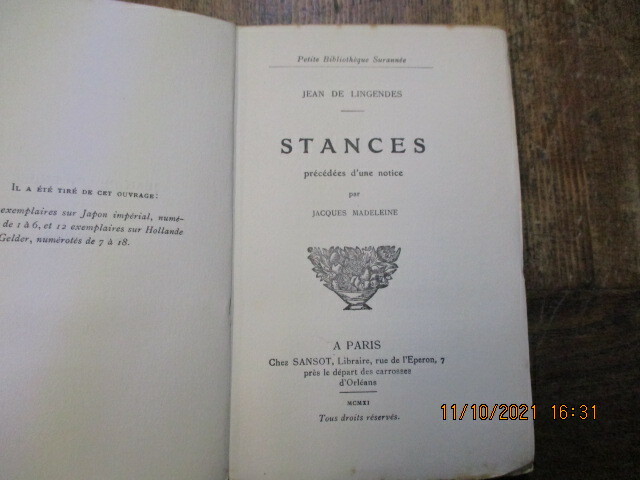 IL A ÉTÉ TIRÉ DE CET OUVRAGE:
exemplaires sur Japon impérial, numé-
de 1 à 6, et 12 exemplaires sur Hollande
Gelder, numérotés de 7 à 18.
Petite Bibliothèque Surannée
JEAN DE LINGENDES
STANCES
précédées d'une notice
par
JACQUES MADELEINE
A PARIS
Chez SANSOT, Libraire, rue de l'Eperon, 7
près le départ des carrosses
d'Orléans
MCMXI
Tous droits réservés.
11/10/2021 16:31